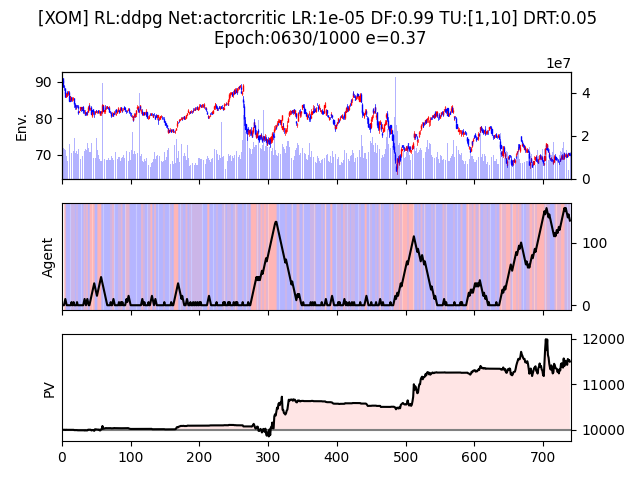 [XOM] RL:ddpg Net:actorcritic LR:1e-05 DF:0.99 TU:[1,10] DRT:0.05
Epoch:0630/1000 e=0.37
1e7
90
80
70
Env.
4
2
0
Agent
100
0
PV
12000
11000
10000
0 100 200 300 400 500 600 700